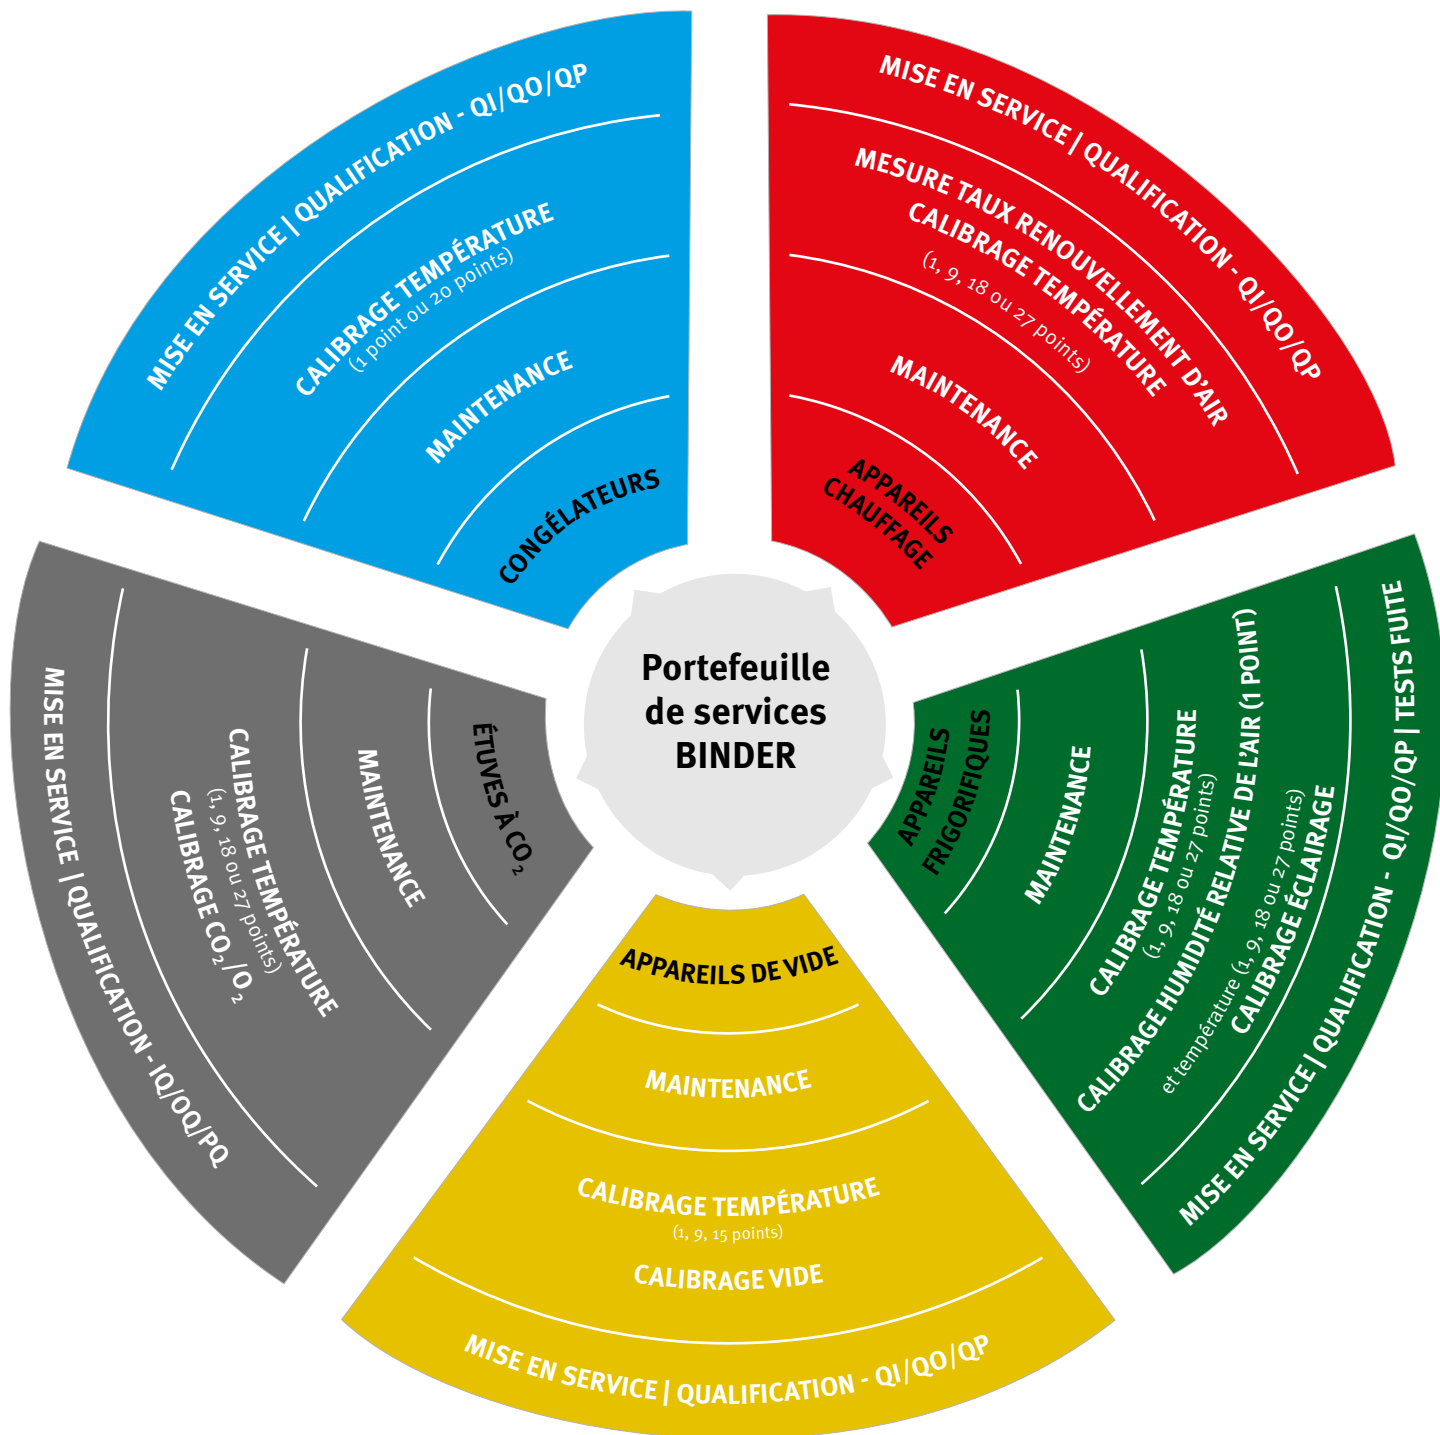 Portefeuille
de services
BINDER
MISE EN SERVICE | QUALIFICATION - QI/QO/QP
CALIBRAGE TEMPÉRATURE
(1 point ou 20 points)
MAINTENANCE
CONGÉLATEURS
MISE EN SERVICE | QUALIFICATION - QI/QO/QP
MESURE TAUX RENOUVELLEMENT D'AIR
CALIBRAGE TEMPÉRATURE
(1, 9, 18 ou 27 points)
MAINTENANCE
APPAREILS
CHAUFFAGE
APPAREILS
FRIGORIFIQUES
MAINTENANCE
CALIBRAGE TEMPÉRATURE
(1, 9, 18 ou 27 points)
CALIBRAGE HUMIDITÉ RELATIVE DE L'AIR (1 POINT)
et température (1, 9, 18 ou 27 points)
CALIBRAGE ÉCLAIRAGE
MISE EN SERVICE | QUALIFICATION - QI/QO/QP | TESTS FUITE
APPAREILS DE VIDE
MAINTENANCE
CALIBRAGE TEMPÉRATURE
(1, 9, 15 points)
CALIBRAGE VIDE
MISE EN SERVICE | QUALIFICATION - QI/QO/QP
ÉTUVES À CO₂
MAINTENANCE
CALIBRAGE TEMPÉRATURE
(1, 9, 18 ou 27 points)
CALIBRAGE CO₂/O₂
MISE EN SERVICE | QUALIFICATION - IQ/OQ/PQ